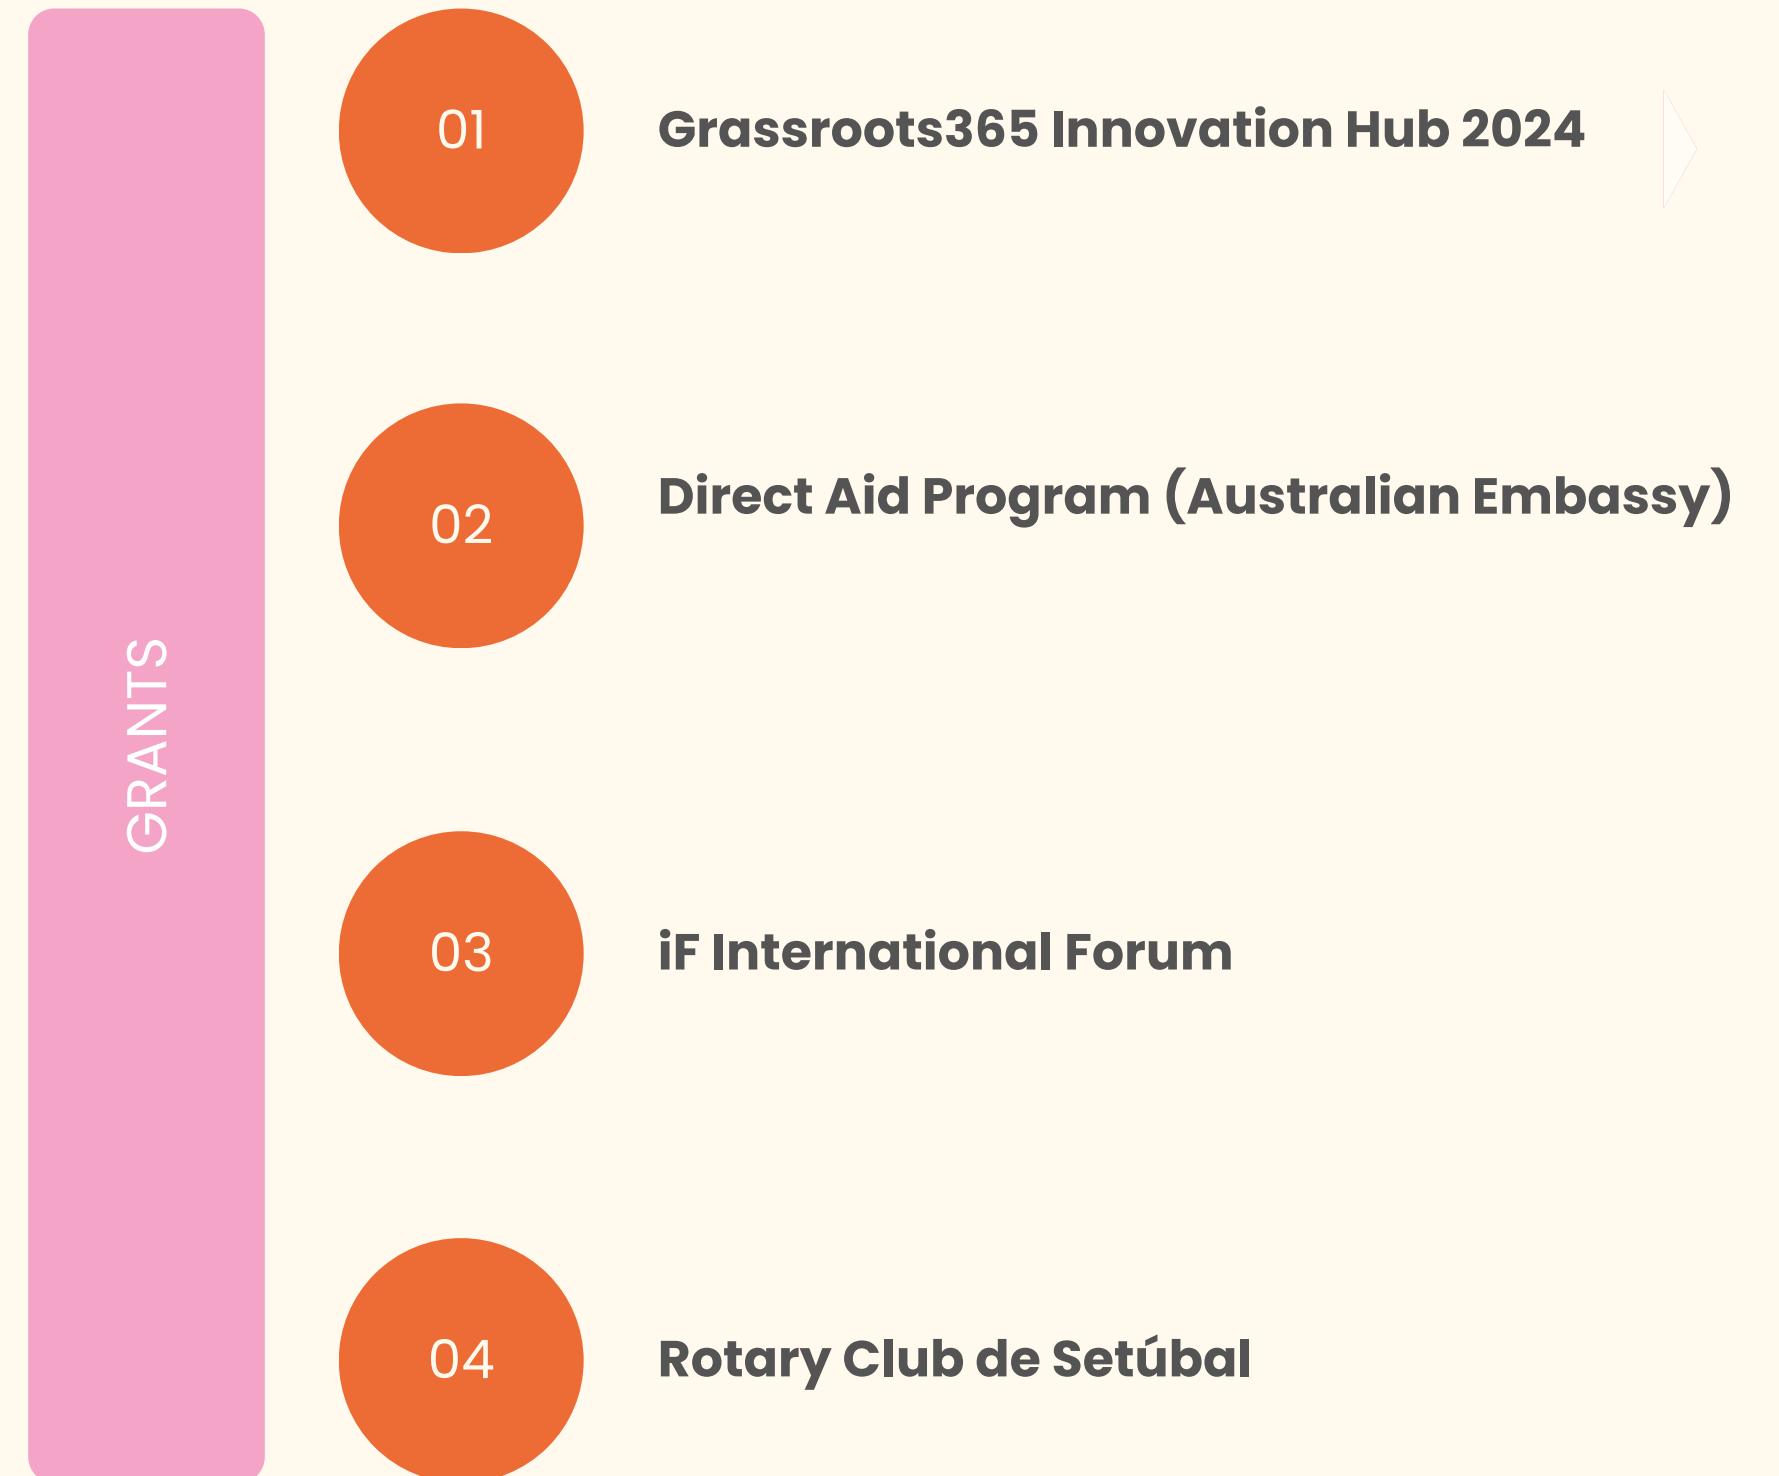 GRANTS
01
Grassroots365 Innovation Hub 2024
02
Direct Aid Program (Australian Embassy)
03
iF International Forum
04
Rotary Club de Setúbal